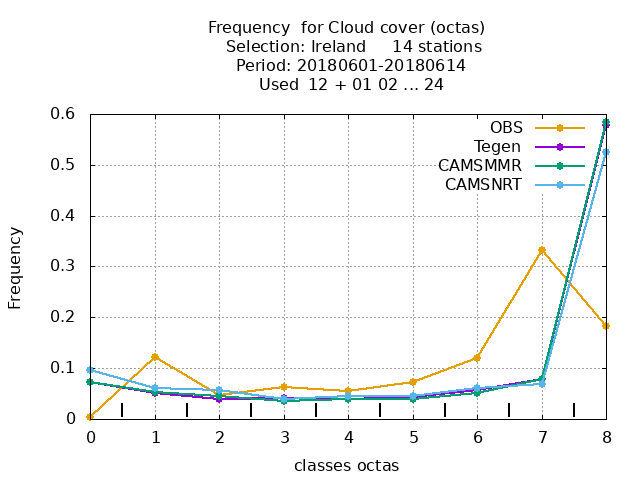 Frequency  for Cloud cover (octas)
Selection: Ireland     14 stations
Period: 20180601-20180614
Used  12 + 01 02 ... 24
OBS
Tegen
CAMSMMR
CAMSNRT
Frequency
0.6
0.5
0.4
0.3
0.2
0.1
0
0 1 2 3 4 5 6 7 8
classes octas